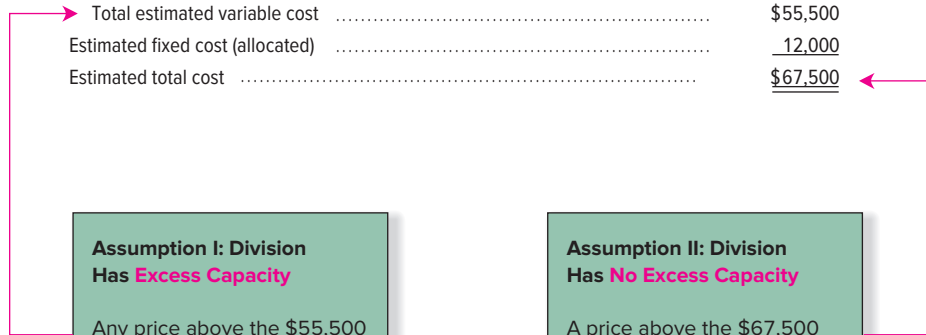 Total estimated variable cost ................................................ $55,500
Estimated fixed cost (allocated) ................................................ 12,000
Estimated total cost ................................................ $67,500
Assumption I: Division
Has Excess Capacity
Any price above the $55,500
Assumption II: Division
Has No Excess Capacity
A price above the $67,500